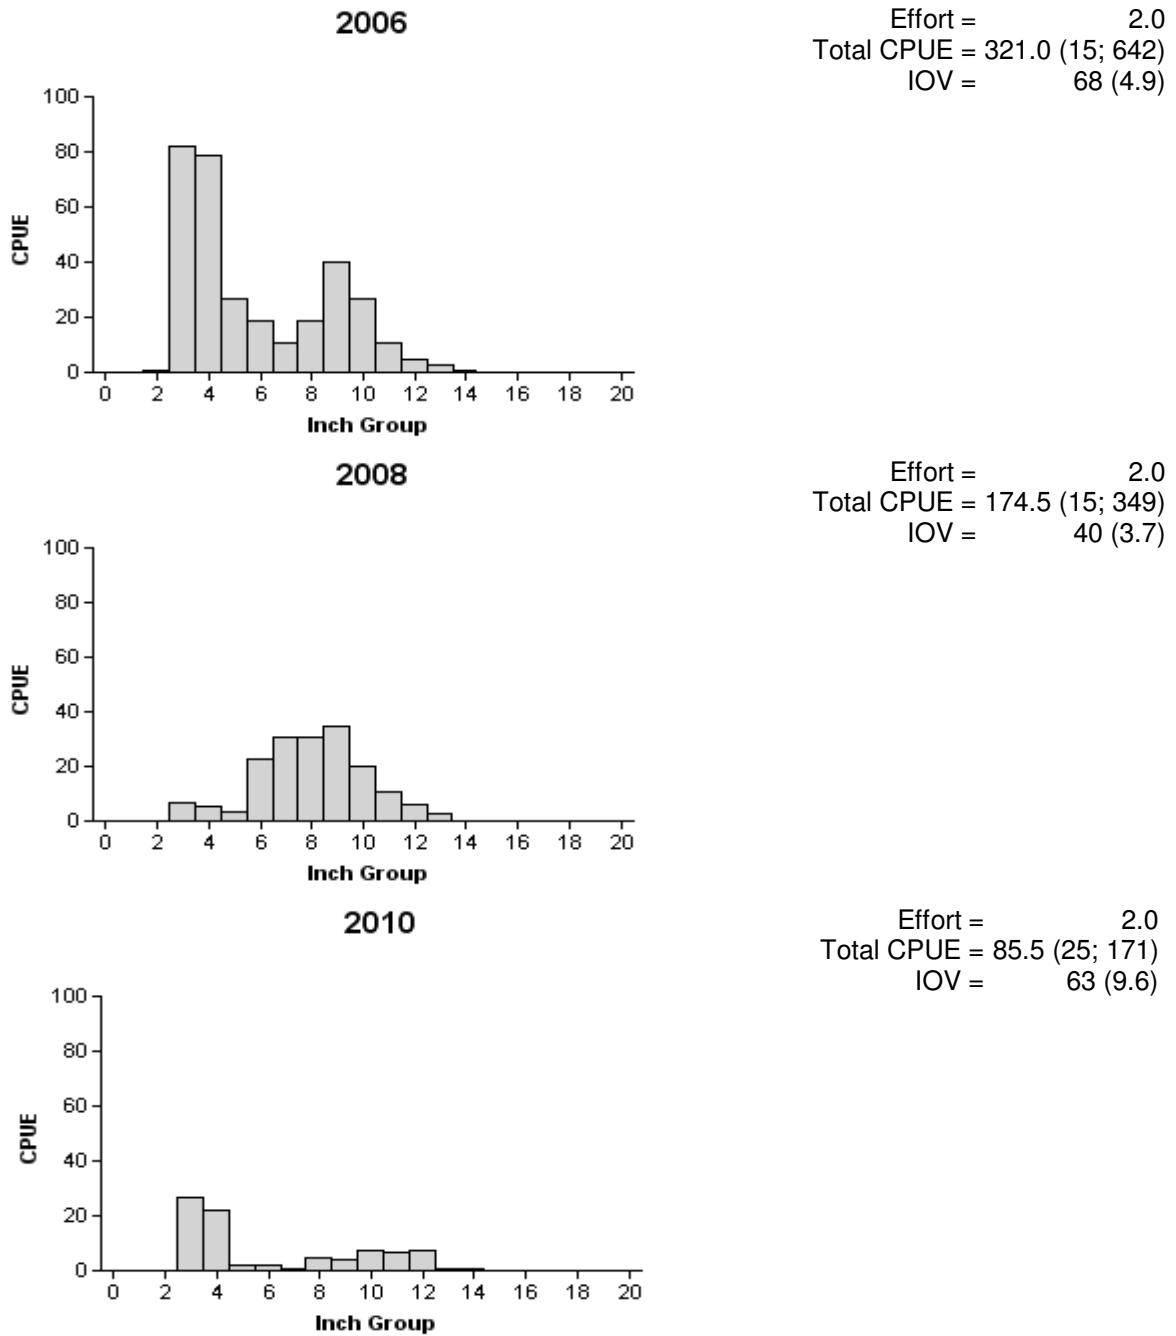 2006
Effort = 2.0
Total CPUE = 321.0 (15; 642)
IOV = 68 (4.9)
100
80
60
40
20
0
CPUE
0 2 4 6 8 10 12 14 16 18 20
Inch Group
2008
Effort = 2.0
Total CPUE = 174.5 (15; 349)
IOV = 40 (3.7)
100
80
60
40
20
0
CPUE
0 2 4 6 8 10 12 14 16 18 20
Inch Group
2010
Effort = 2.0
Total CPUE = 85.5 (25; 171)
IOV = 63 (9.6)
100
80
60
40
20
0
CPUE
0 2 4 6 8 10 12 14 16 18 20
Inch Group